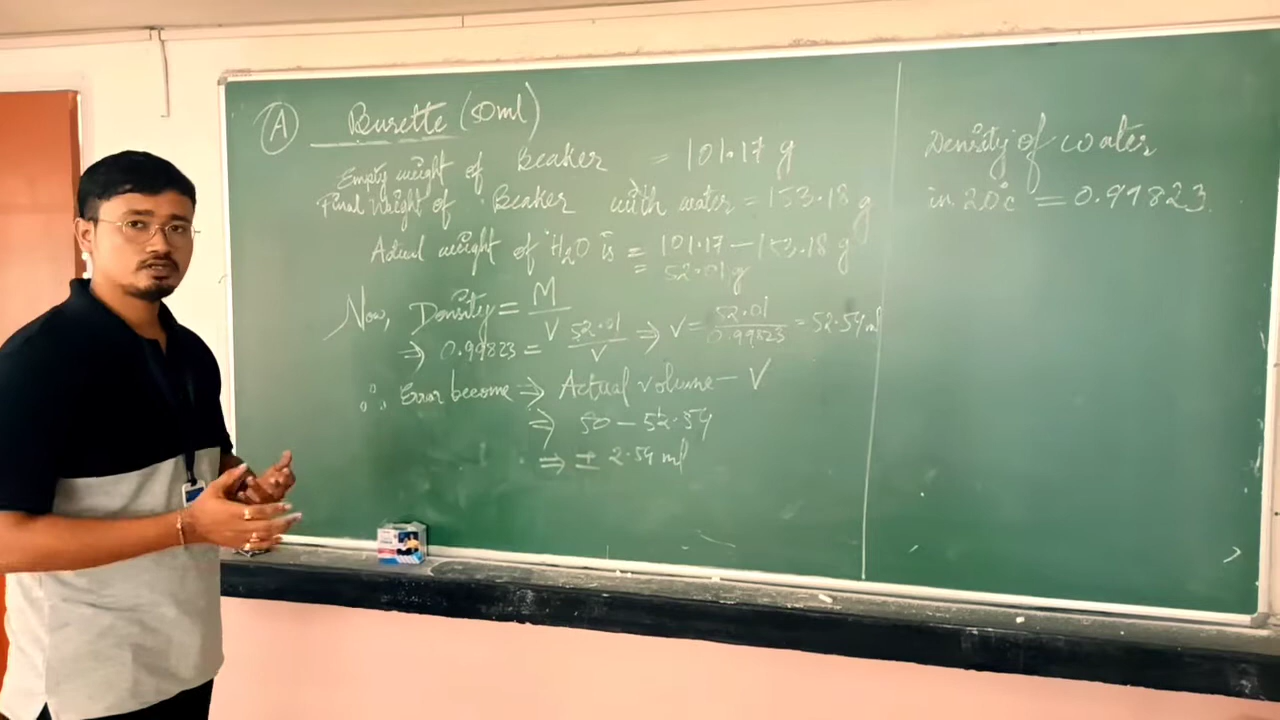 (A) Burette (50ml)
Empty weight of Beaker = 101.17 g
Final Weight of Beaker with water = 153.18 g
Actual weight of H₂O is = 101.17 – 153.18 g
= 52.01 g
Now, Density = M/V
⇒ 0.99823 = 52.01/V ⇒ V = 52.01/0.99823 = 52.54 ml
∴ Error become ⇒ Actual volume – V
⇒ 50 – 52.54
⇒ ± 2.54 ml
Density of water
in 20°c = 0.99823